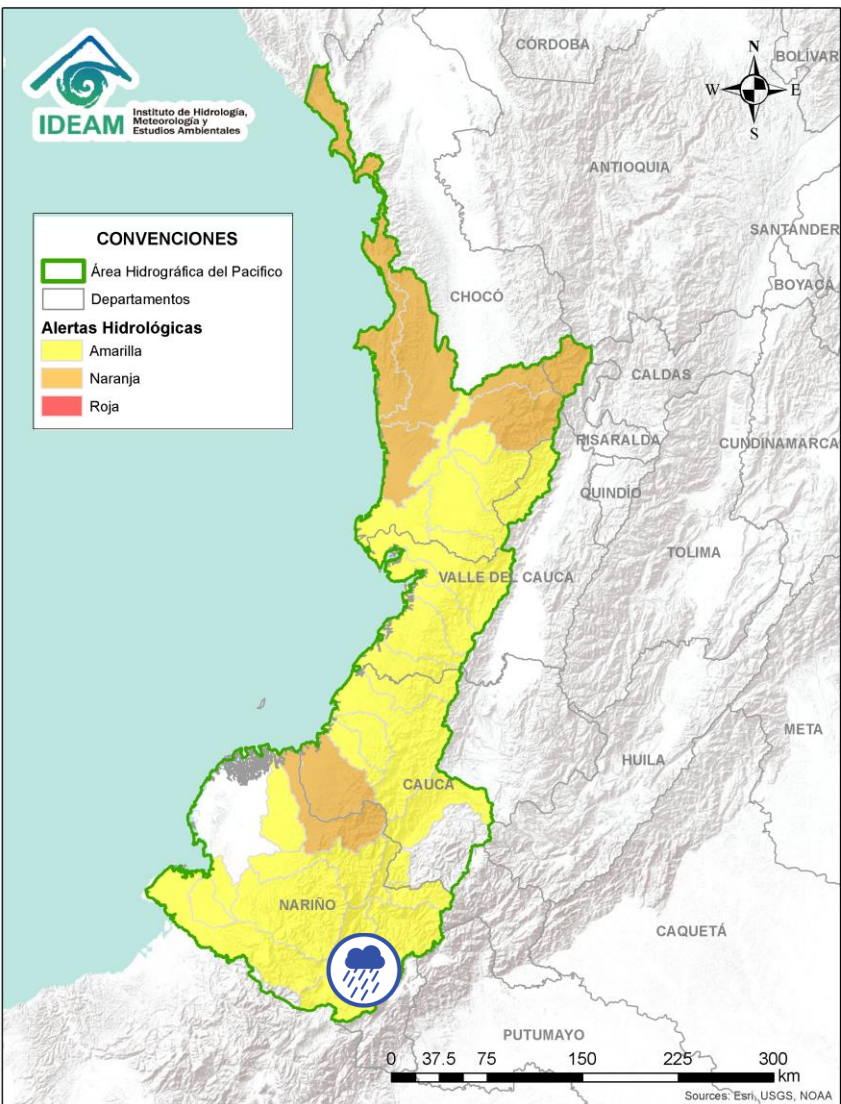 IDEAM
Instituto de Hidrología,
Meteorología y
Estudios Ambientales
N
W
E
S
CÓRDOBA
BOLÍVAR
ANTIOQUIA
SANTANDER
BOYACÁ
CHOCÓ
CALDAS
RISARALDA
CUNDINAMARCA
QUINDÍO
TOLIMA
VALLE DEL CAUCA
META
HUILA
CAUCA
NARIÑO
CAQUETÁ
PUTUMAYO
CONVENCIONES
Área Hidrográfica del Pacifico
Departamentos
Alertas Hidrológicas
Amarilla
Naranja
Roja
0 37.5 75 150 225 300
km
Sources: Esri, USGS, NOAA